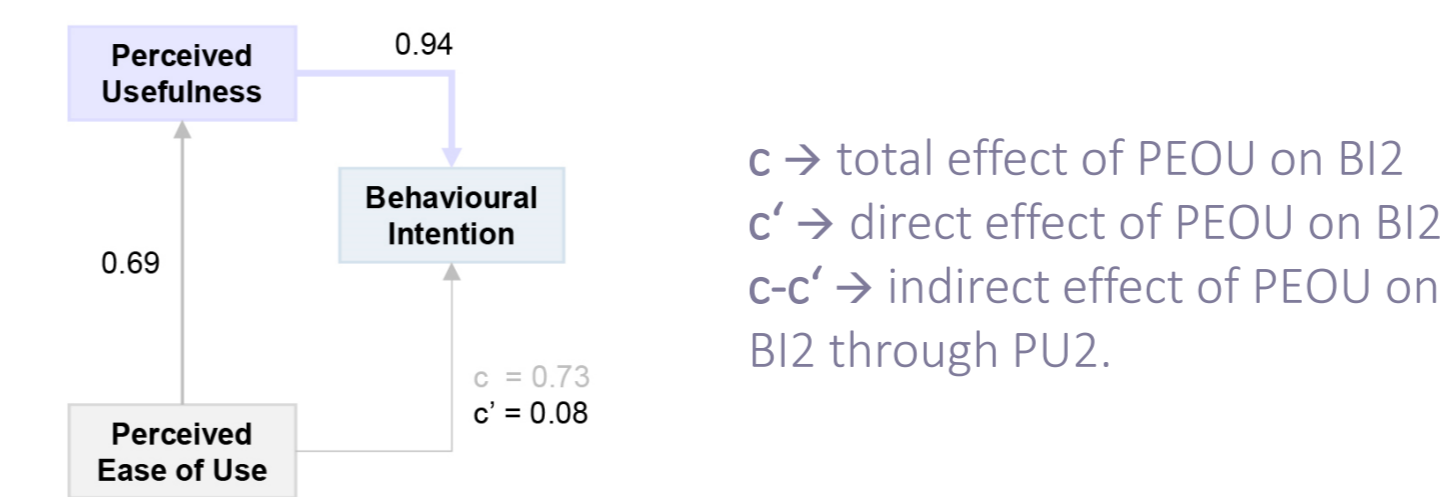 Perceived
Usefulness
0.94
Behavioural
Intention
0.69
c = 0.73
c' = 0.08
Perceived
Ease of Use
c → total effect of PEOU on BI2
c‘ → direct effect of PEOU on BI2
c-c‘ → indirect effect of PEOU on
BI2 through PU2.